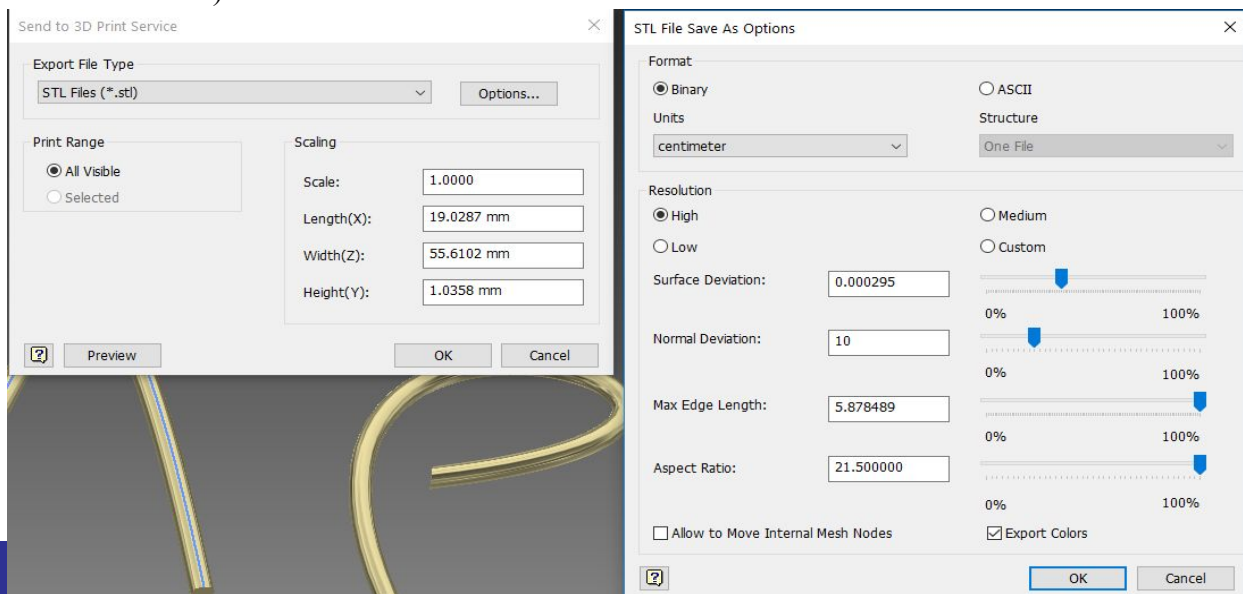 )
Send to 3D Print Service
Export File Type
STL Files (*.stl)
Options...
Print Range
All Visible
Selected
Scaling
Scale: 1.0000
Length(X): 19.0287 mm
Width(Z): 55.6102 mm
Height(Y): 1.0358 mm
Preview
OK Cancel
STL File Save As Options
Format
Binary ASCII
Units Structure
centimeter One File
Resolution
High Medium
Low Custom
Surface Deviation: 0.000295
0% 100%
Normal Deviation: 10
0% 100%
Max Edge Length: 5.878489
0% 100%
Aspect Ratio: 21.500000
0% 100%
Allow to Move Internal Mesh Nodes Export Colors
OK Cancel